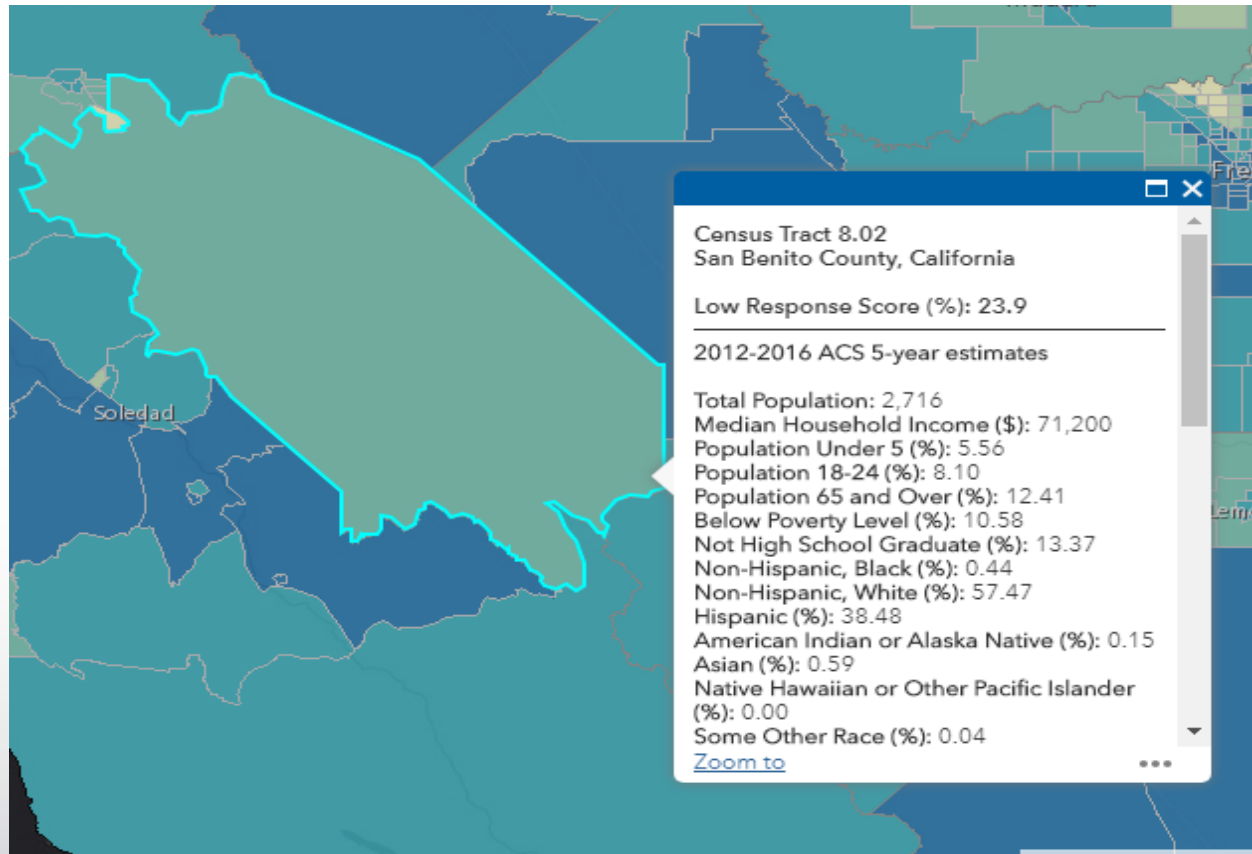 Soledad
Census Tract 8.02
San Benito County, California
Low Response Score (%): 23.9
2012-2016 ACS 5-year estimates
Total Population: 2,716
Median Household Income ($): 71,200
Population Under 5 (%): 5.56
Population 18-24 (%): 8.10
Population 65 and Over (%): 12.41
Below Poverty Level (%): 10.58
Not High School Graduate (%): 13.37
Non-Hispanic, Black (%): 0.44
Non-Hispanic, White (%): 57.47
Hispanic (%): 38.48
American Indian or Alaska Native (%): 0.15
Asian (%): 0.59
Native Hawaiian or Other Pacific Islander
(%): 0.00
Some Other Race (%): 0.04
Zoom to